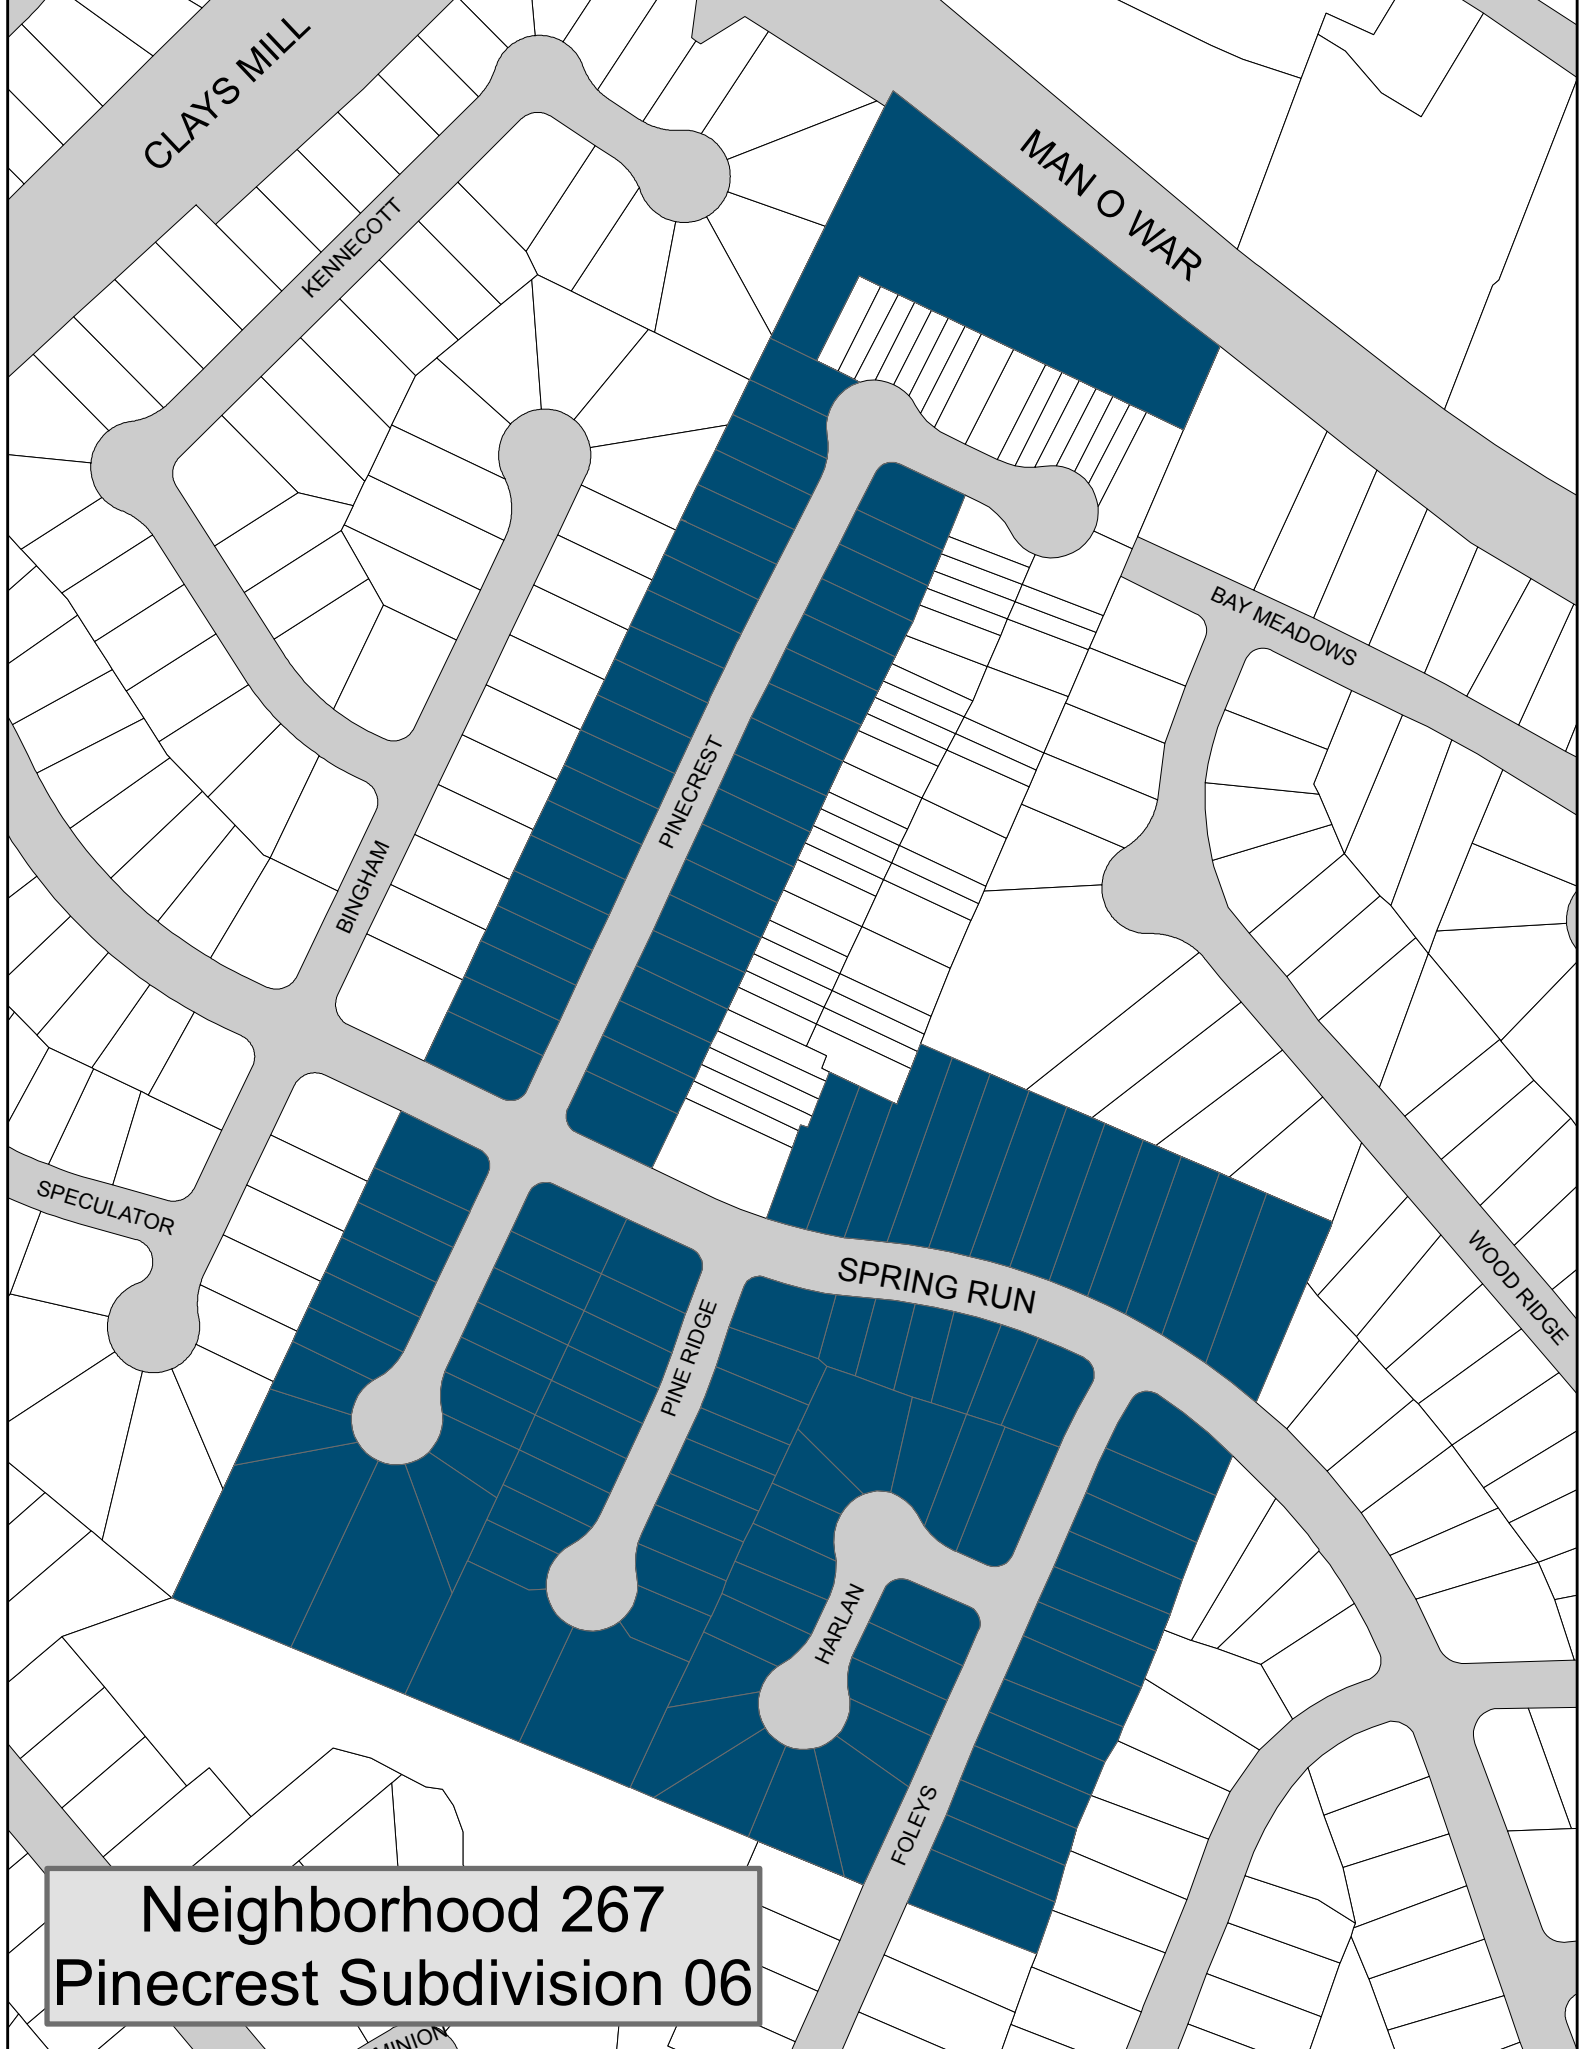 CLAYS MILL
MAN O WAR
KENNECOTT
BAY MEADOWS
PINECREST
BINGHAM
SPECULATOR
SPRING RUN
WOOD RIDGE
PINE RIDGE
HARLAN
FOLEYS
Neighborhood 267
Pinecrest Subdivision 06
MINION